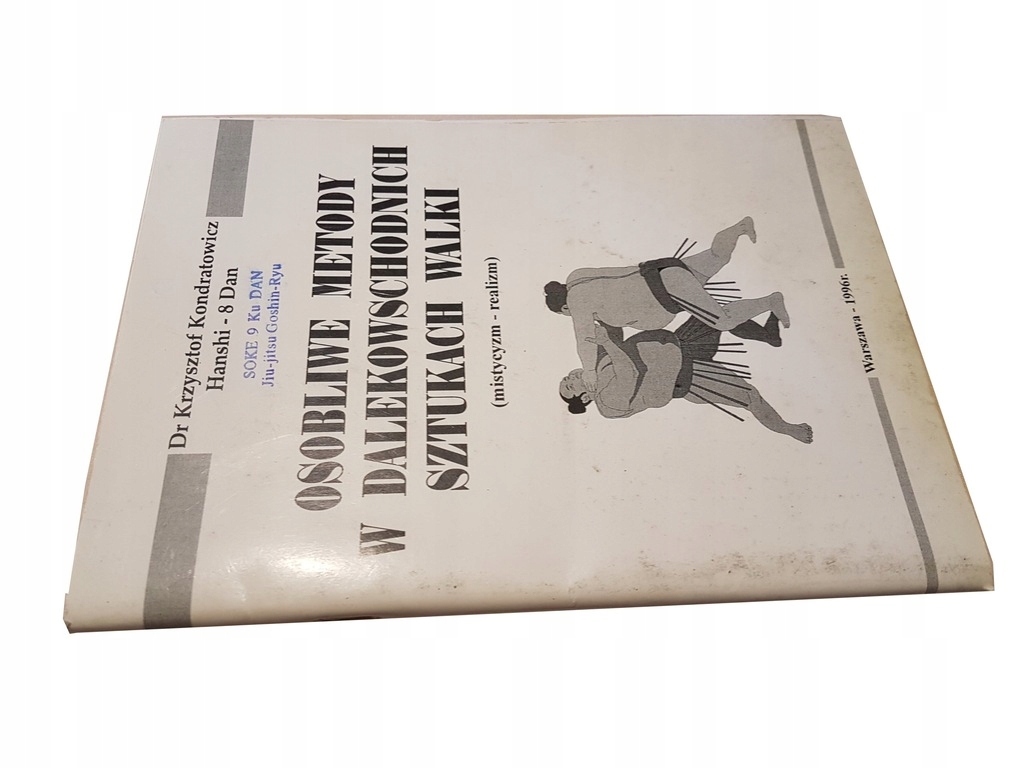 Dr Krzysztof Kondratowicz
Hanshi - 8 Dan
SOKE 9 Ku DAN
Jiu-jitsu Goshin-Ryu
OSOBLIWE METODY
W DALEKOWSCHODNICH
SZTUKACH WALKI
(mistycyzm - realizm)
Warszawa - 1996r.